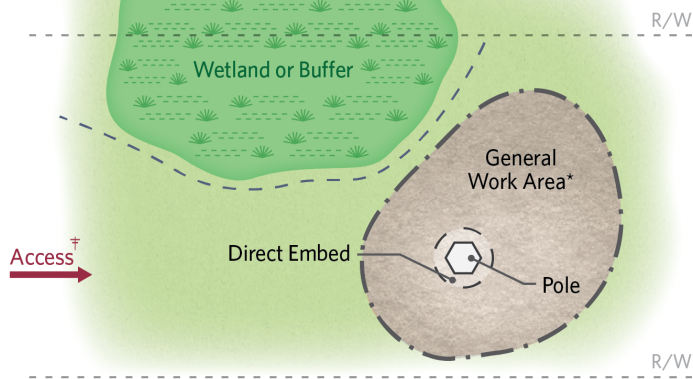 R/W
Wetland or Buffer
General
Work Area*
Direct Embed
Access‡
Pole
R/W